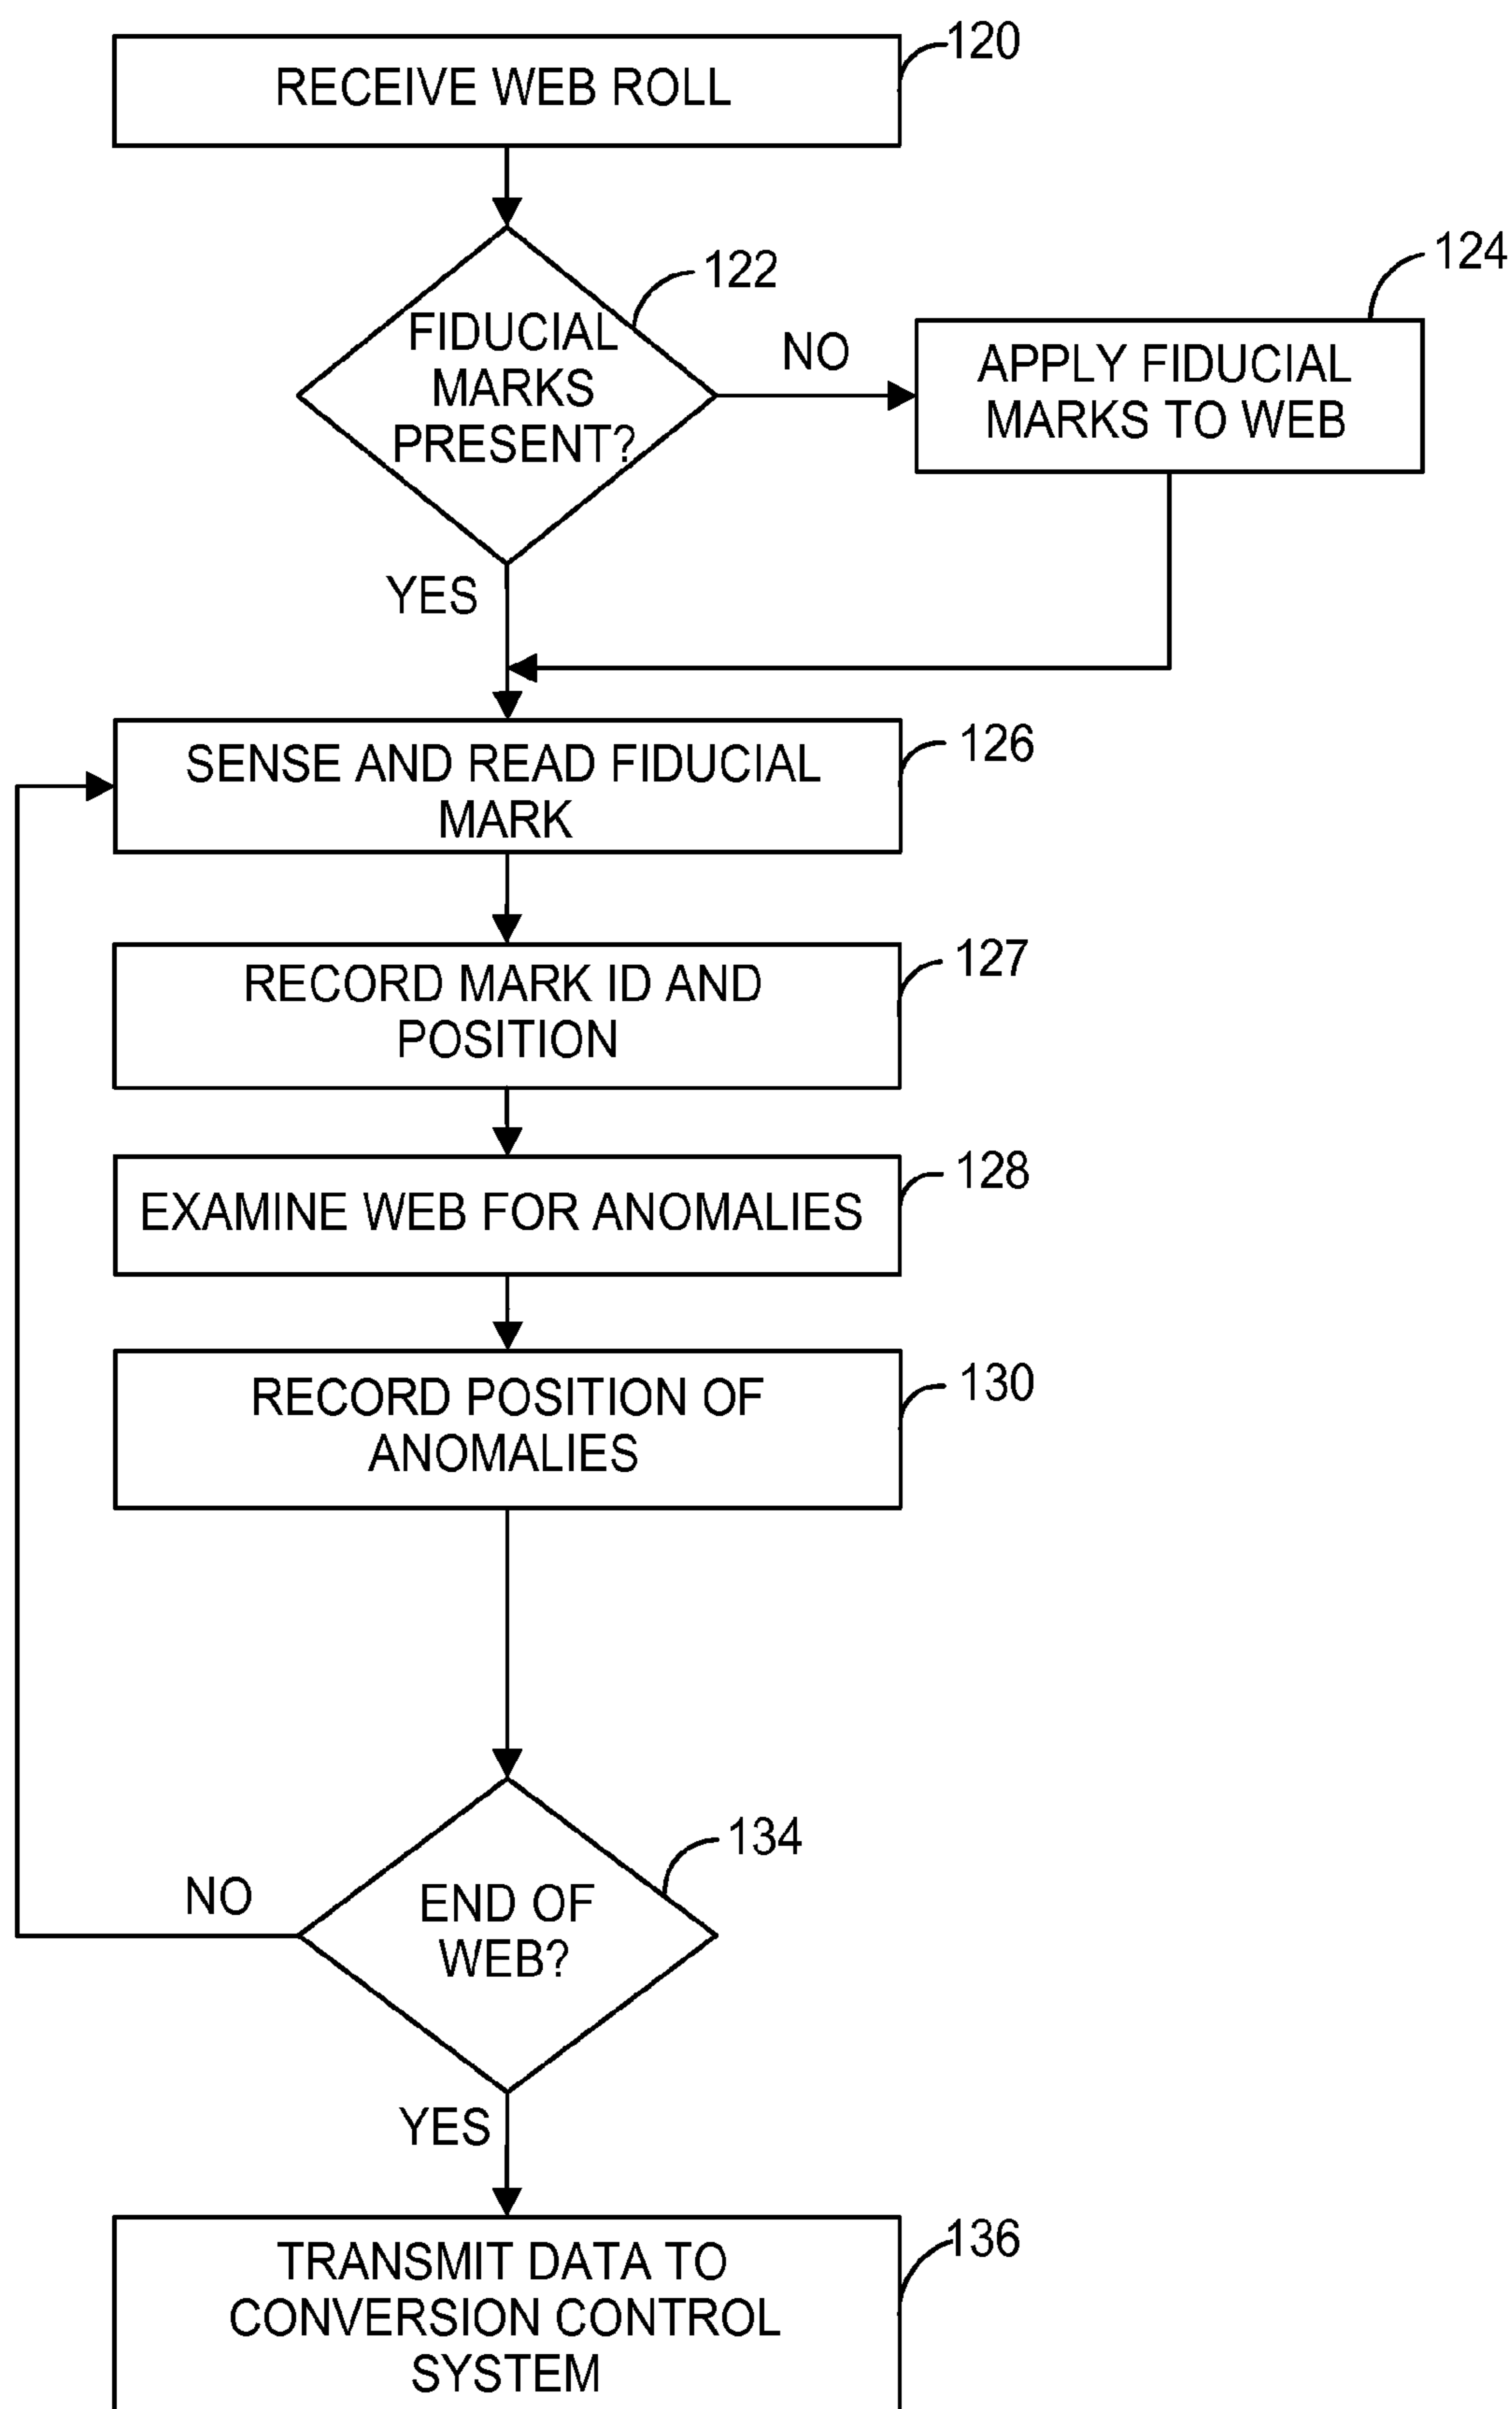 RECEIVE WEB ROLL
120
FIDUCIAL
MARKS
PRESENT?
122
NO
APPLY FIDUCIAL
MARKS TO WEB
124
YES
SENSE AND READ FIDUCIAL
MARK
126
RECORD MARK ID AND
POSITION
127
EXAMINE WEB FOR ANOMALIES
128
RECORD POSITION OF
ANOMALIES
130
END OF
WEB?
134
NO
YES
TRANSMIT DATA TO
CONVERSION CONTROL
SYSTEM
136